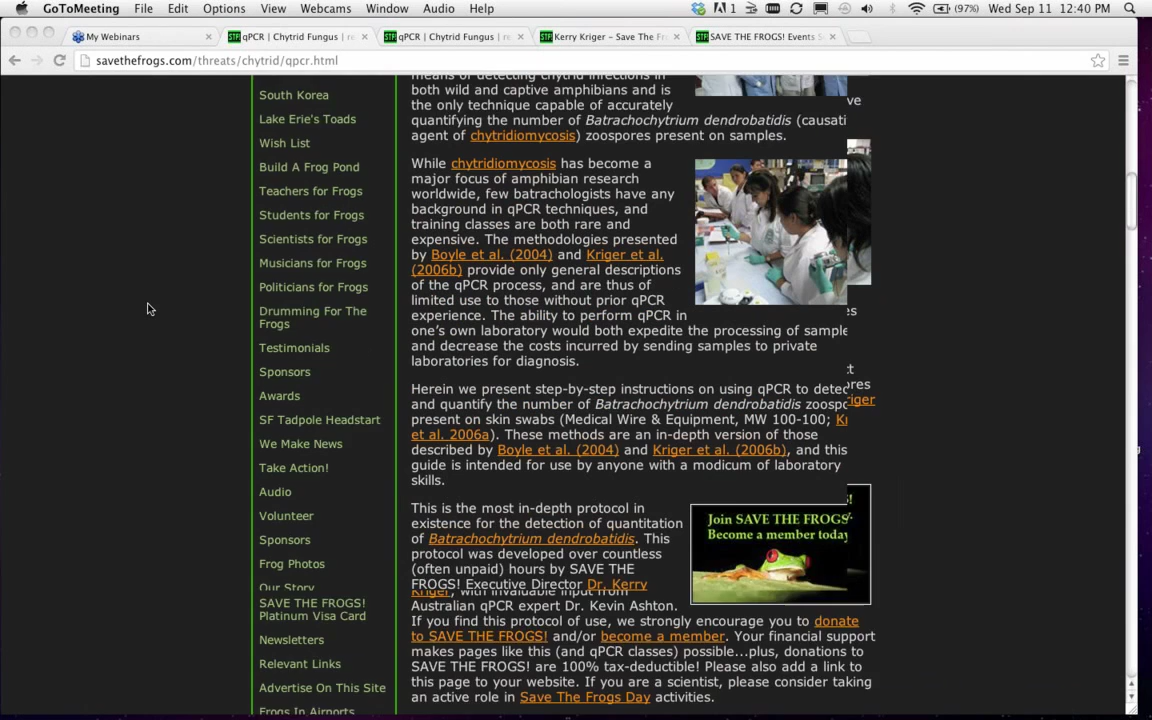 GoToMeeting File Edit Options View Webcams Window Audio Help 1 (97%) Wed Sep 11 12:40 PM
My Webinars × qPCR | Chytrid Fungus | re × qPCR | Chytrid Fungus | re × Kerry Kriger – Save The Fr × SAVE THE FROGS! Events S ×
savethefrogs.com/threats/chytrid/qpcr.html
South Korea
Lake Erie's Toads
Wish List
Build A Frog Pond
Teachers for Frogs
Students for Frogs
Scientists for Frogs
Musicians for Frogs
Politicians for Frogs
Drumming For The
Frogs
Testimonials
Sponsors
Awards
SF Tadpole Headstart
We Make News
Take Action!
Audio
Volunteer
Sponsors
Frog Photos
Our Story
SAVE THE FROGS!
Platinum Visa Card
Newsletters
Relevant Links
Advertise On This Site
Frogs In Airports
means of detecting chytrid infections in
both wild and captive amphibians and is
the only technique capable of accurately
quantifying the number of Batrachochytrium dendrobatidis (causati
agent of chytridiomycosis) zoospores present on samples.
While chytridiomycosis has become a
major focus of amphibian research
worldwide, few batrachologists have any
background in qPCR techniques, and
training classes are both rare and
expensive. The methodologies presented
by Boyle et al. (2004) and Kriger et al.
(2006b) provide only general descriptions
of the qPCR process, and are thus of
limited use to those without prior qPCR
experience. The ability to perform qPCR in
one's own laboratory would both expedite the processing of sample
and decrease the costs incurred by sending samples to private
laboratories for diagnosis.
Herein we present step-by-step instructions on using qPCR to detec
and quantify the number of Batrachochytrium dendrobatidis zoospo
present on skin swabs (Medical Wire & Equipment, MW 100-100; Kr
et al. 2006a). These methods are an in-depth version of those
described by Boyle et al. (2004) and Kriger et al. (2006b), and this
guide is intended for use by anyone with a modicum of laboratory
skills.
This is the most in-depth protocol in
existence for the detection of quantitation
of Batrachochytrium dendrobatidis. This
protocol was developed over countless
(often unpaid) hours by SAVE THE
FROGS! Executive Director Dr. Kerry
Kriger, with invaluable input from
Australian qPCR expert Dr. Kevin Ashton.
If you find this protocol of use, we strongly encourage you to donate
to SAVE THE FROGS! and/or become a member. Your financial support
makes pages like this (and qPCR classes) possible...plus, donations to
SAVE THE FROGS! are 100% tax-deductible! Please also add a link to
this page to your website. If you are a scientist, please consider taking
an active role in Save The Frogs Day activities.
ve
es
ct
ores
riger
Join SAVE THE FROGS
Become a member today